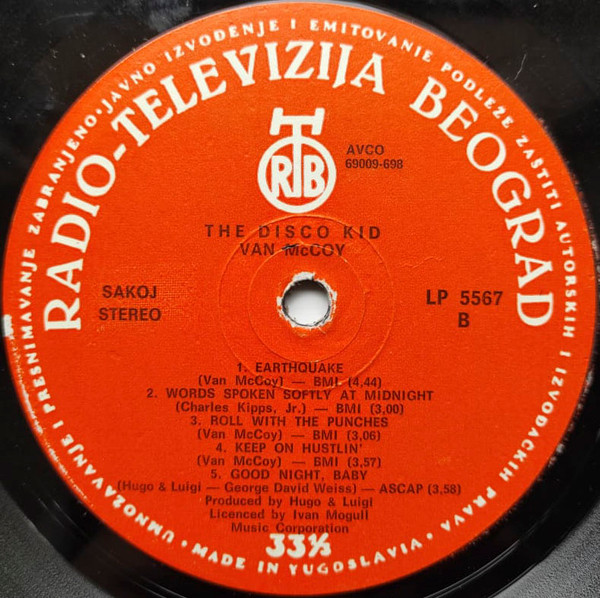 UMNOŽAVANJE I PRESNIMAVANJE ZABRANJENO • JAVNO IZVOĐENJE I EMITOVANJE PODLEŽE ZAŠTITI AUTORSKIH I IZVOĐAČKIH PRAVA •
RADIO-TELEVIZIJA BEOGRAD
RTB
AVCO
69009-698
THE DISCO KID
VAN McCOY
SAKOJ
STEREO
LP 5567
B
1. EARTHQUAKE
(Van McCoy) — BMI (4,44)
2. WORDS SPOKEN SOFTLY AT MIDNIGHT
(Charles Kipps, Jr.) — BMI (3,00)
3. ROLL WITH THE PUNCHES
(Van McCoy) — BMI (3,06)
4. KEEP ON HUSTLIN'
(Van McCoy) — BMI (3,57)
5. GOOD NIGHT, BABY
(Hugo & Luigi — George David Weiss) — ASCAP (3,58)
Produced by Hugo & Luigi
Licenced by Ivan Mogull
Music Corporation
33⅓
• MADE IN YUGOSLAVIA •